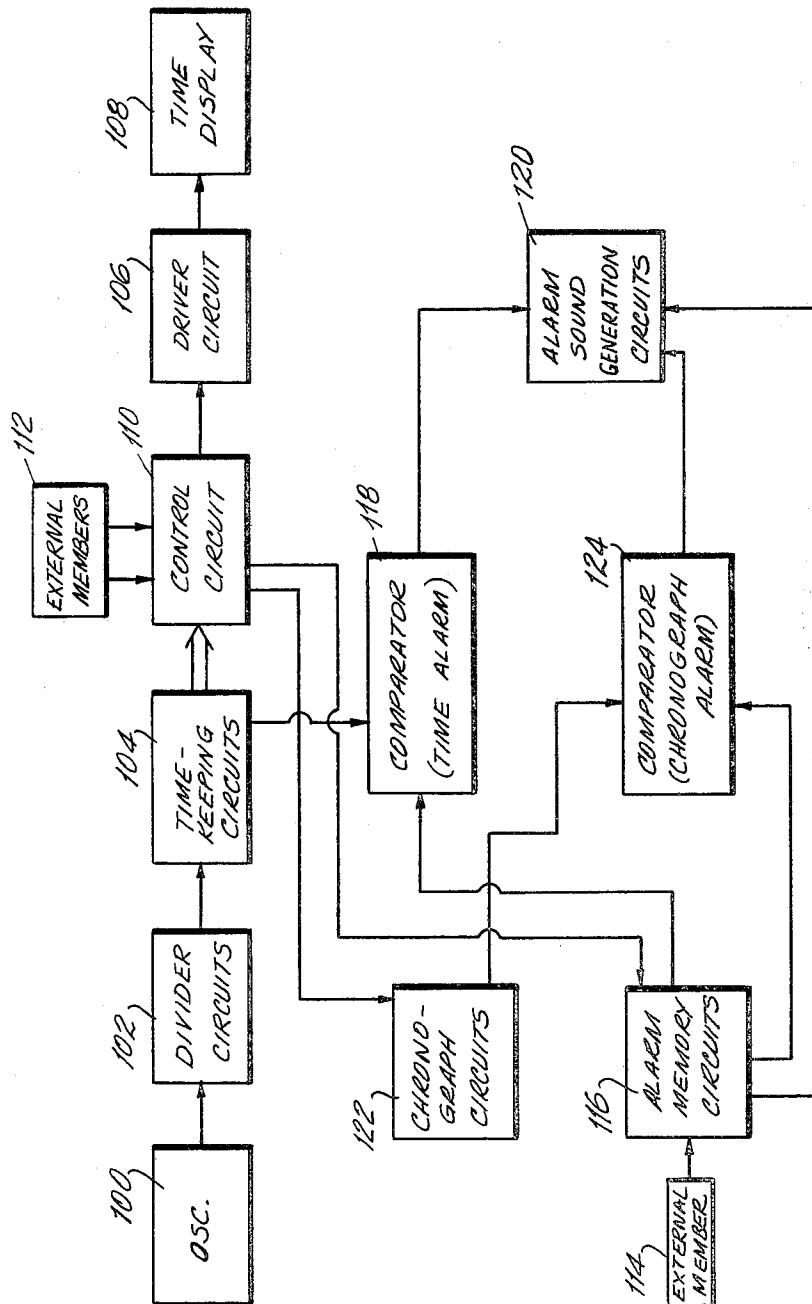 100
OSC.
102
DIVIDER
CIRCUITS
104
TIME-
KEEPING
CIRCUITS
112
EXTERNAL
MEMBERS
110
CONTROL
CIRCUIT
106
DRIVER
CIRCUIT
108
TIME
DISPLAY
122
CHRONO-
GRAPH
CIRCUITS
118
COMPARATOR
(TIME ALARM)
120
ALARM
SOUND
GENERATION
CIRCUITS
114
EXTERNAL
MEMBER
116
ALARM
MEMORY
CIRCUITS
124
COMPARATOR
(CHRONOGRAPH
ALARM)